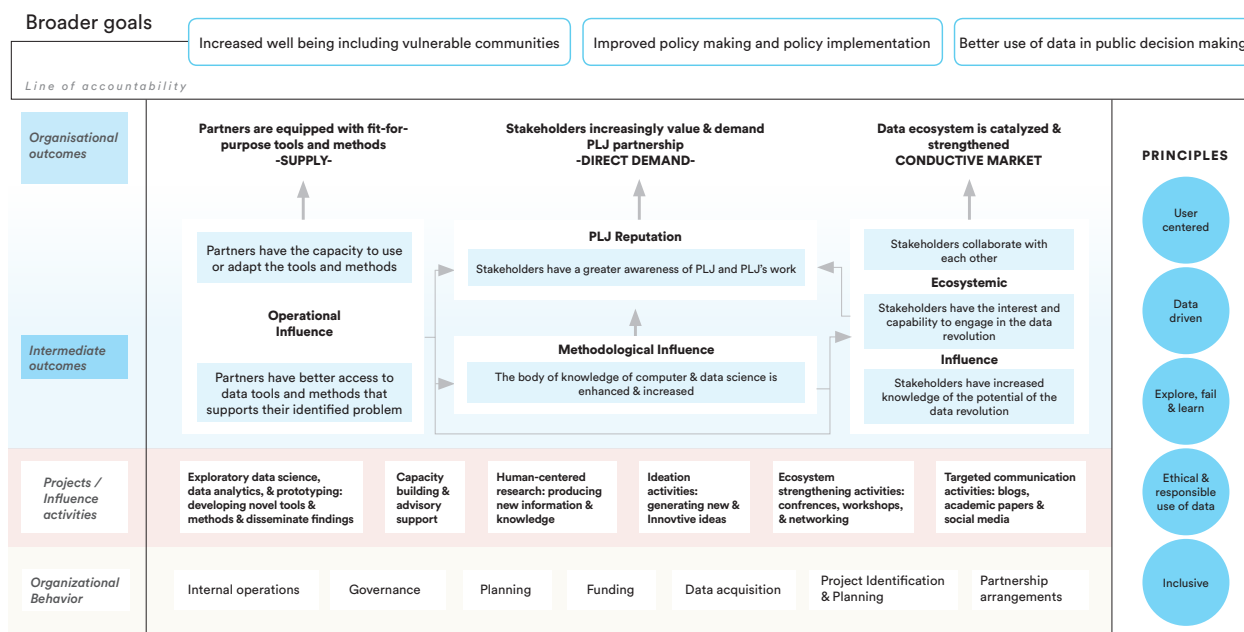 Broader goals
Increased well being including vulnerable communities
Improved policy making and policy implementation
Better use of data in public decision making
Line of accountability
Organisational
outcomes
Partners are equipped with fit-for-
purpose tools and methods
-SUPPLY-
Stakeholders increasingly value & demand
PLJ partnership
-DIRECT DEMAND-
Data ecosystem is catalyzed &
strengthened
CONDUCTIVE MARKET
Intermediate
outcomes
Partners have the capacity to use
or adapt the tools and methods
Operational
Influence
Partners have better access to
data tools and methods that
supports their identified problem
PLJ Reputation
Stakeholders have a greater awareness of PLJ and PLJ's work
Methodological Influence
The body of knowledge of computer & data science is
enhanced & increased
Stakeholders collaborate with
each other
Ecosystemic
Stakeholders have the interest and
capability to engage in the data
revolution
Influence
Stakeholders have increased
knowledge of the potential of the
data revolution
Projects /
Influence
activities
Exploratory data science,
data analytics, & prototyping:
developing novel tools &
methods & disseminate findings
Capacity
building &
advisory
support
Human-centered
research: producing
new information &
knowledge
Ideation
activities:
generating new &
Innovtive ideas
Ecosystem
strengthening activities:
confrences, workshops,
& networking
Targeted communication
activities: blogs,
academic papers &
social media
Organizational
Behavior
Internal operations
Governance
Planning
Funding
Data acquisition
Project Identification
& Planning
Partnership
arrangements
PRINCIPLES
User
centered
Data
driven
Explore, fail
& learn
Ethical &
responsible
use of data
Inclusive